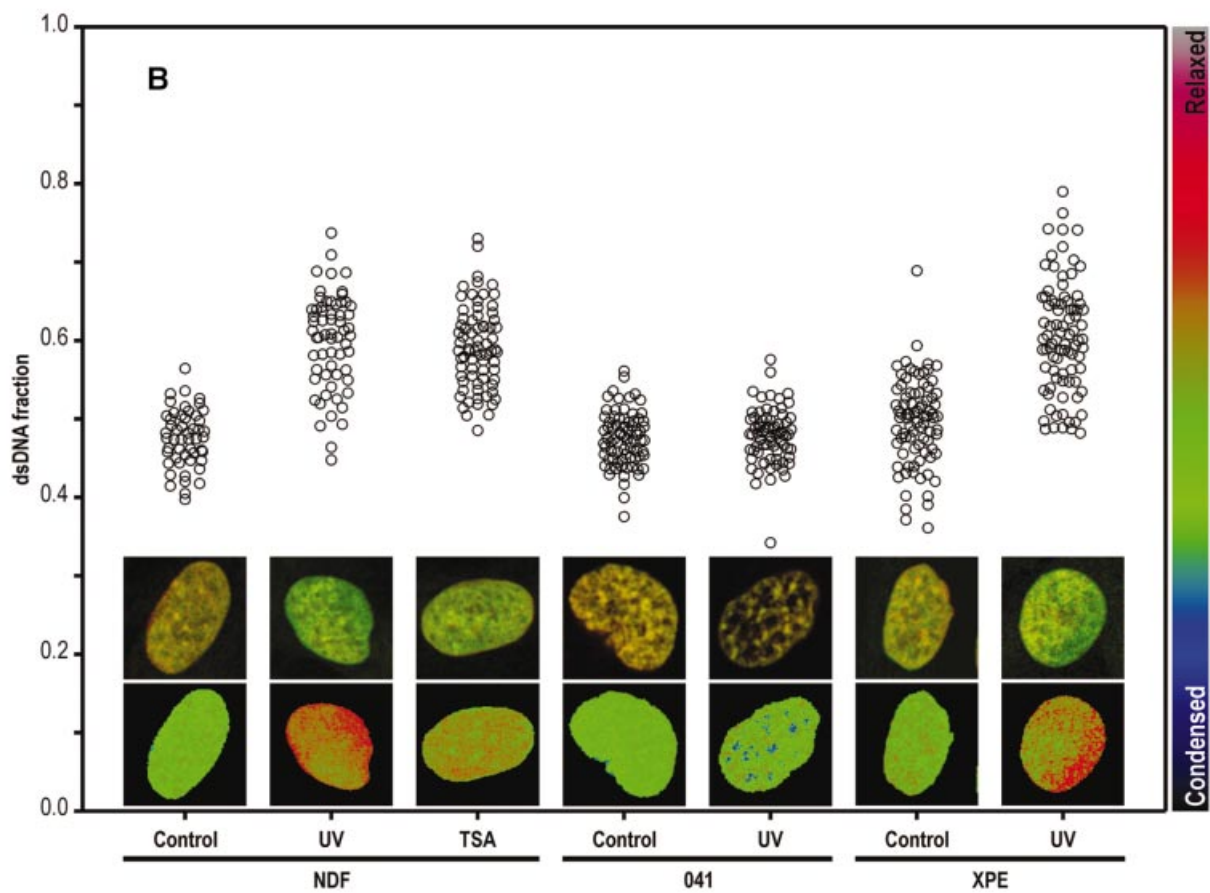 B
1.0
0.8
0.6
0.4
0.2
0.0
dsDNA fraction
Relaxed
Condensed
Control UV TSA Control UV Control UV
NDF 041 XPE